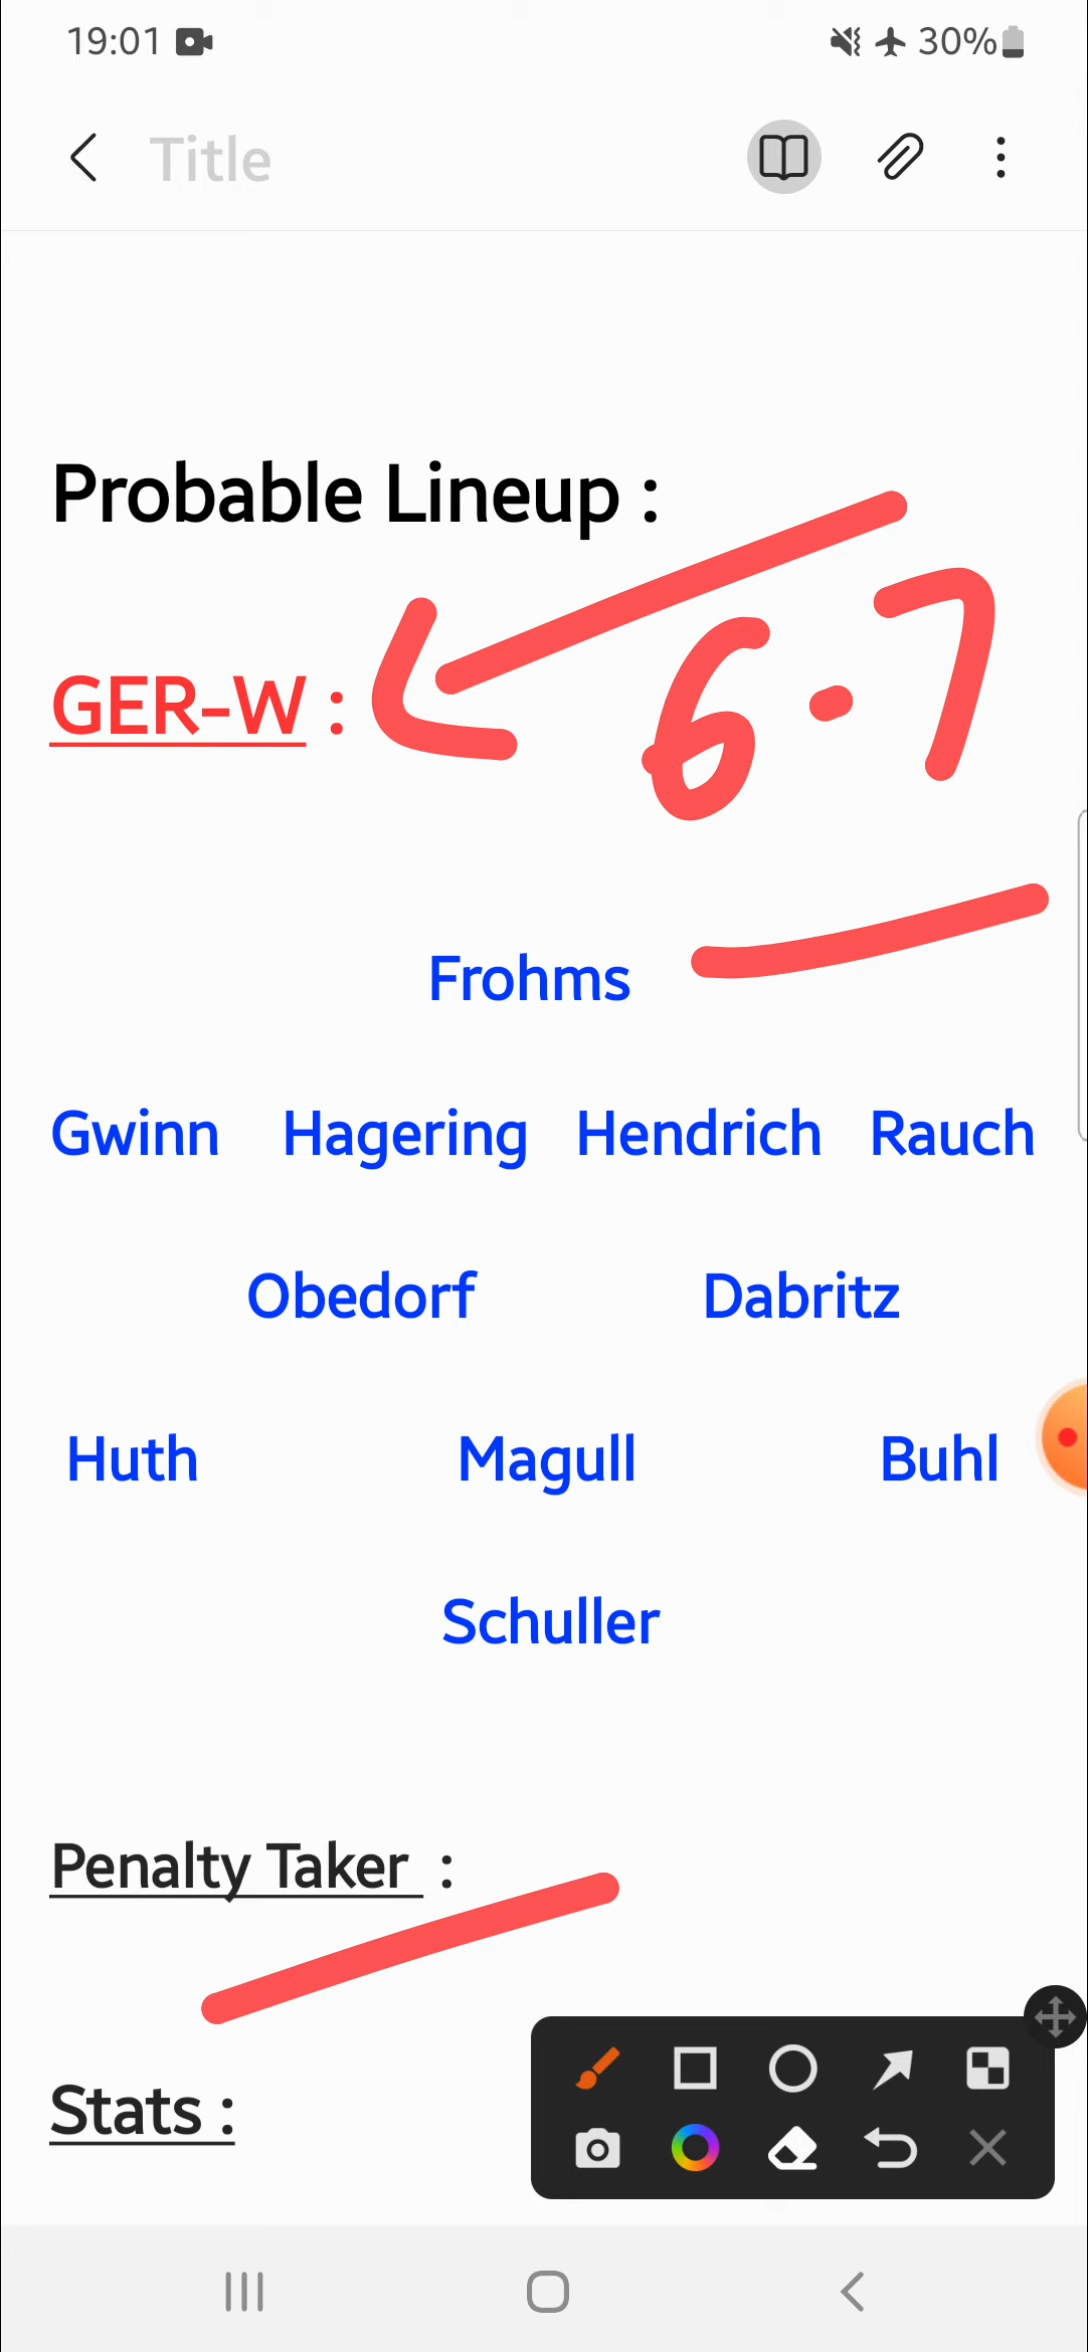 19:01 30%
Title
Probable Lineup :
GER-W :
6.7
Frohms
Gwinn Hagering Hendrich Rauch
Obedorf Dabritz
Huth Magull Buhl
Schuller
Penalty Taker :
Stats :